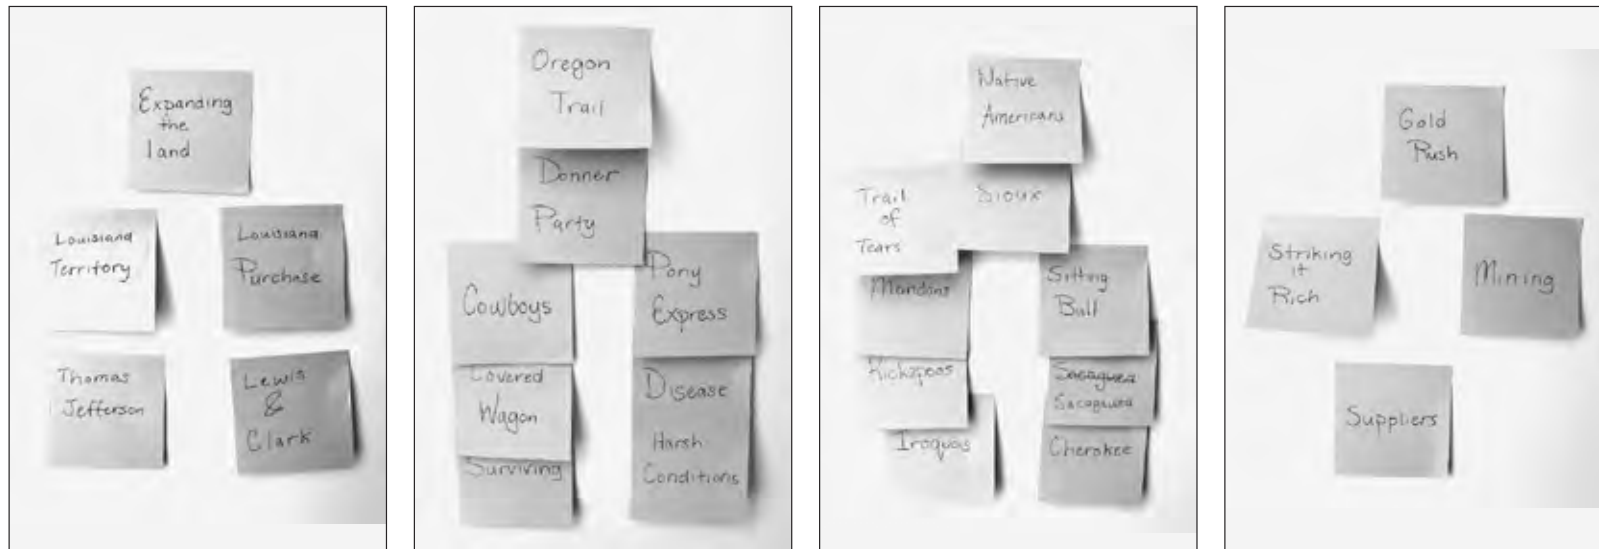 Expanding
the
land
Louisiana
Territory
Louisiana
Purchase
Thomas
Jefferson
Lewis
&
Clark
Oregon
Trail
Donner
Party
Cowboys
Pony
Express
Covered
Wagon
Disease
Harsh
Conditions
Surviving
Native
Americans
Trail
of
Tears
Sioux
Mandans
Sitting
Bull
Kickapoos
Sacaguea
Sacagewea
Iroquois
Cherokee
Gold
Rush
Striking
it
Rich
Mining
Suppliers